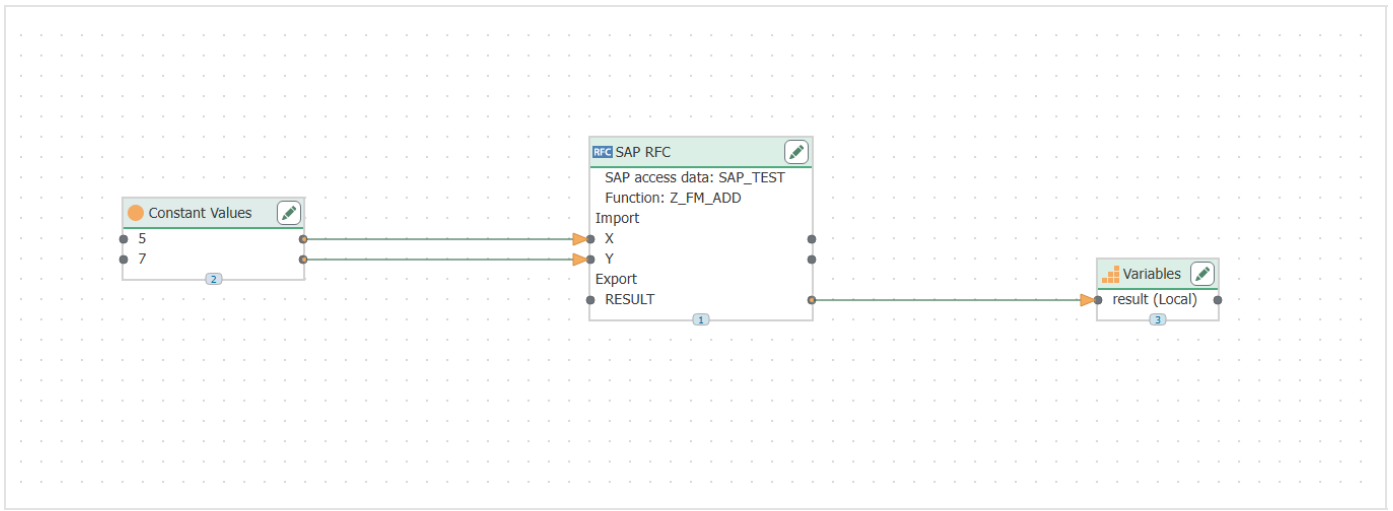 Constant Values
5
7
2
RFC SAP RFC
SAP access data: SAP_TEST
Function: Z_FM_ADD
Import
X
Y
Export
RESULT
1
Variables
result (Local)
3